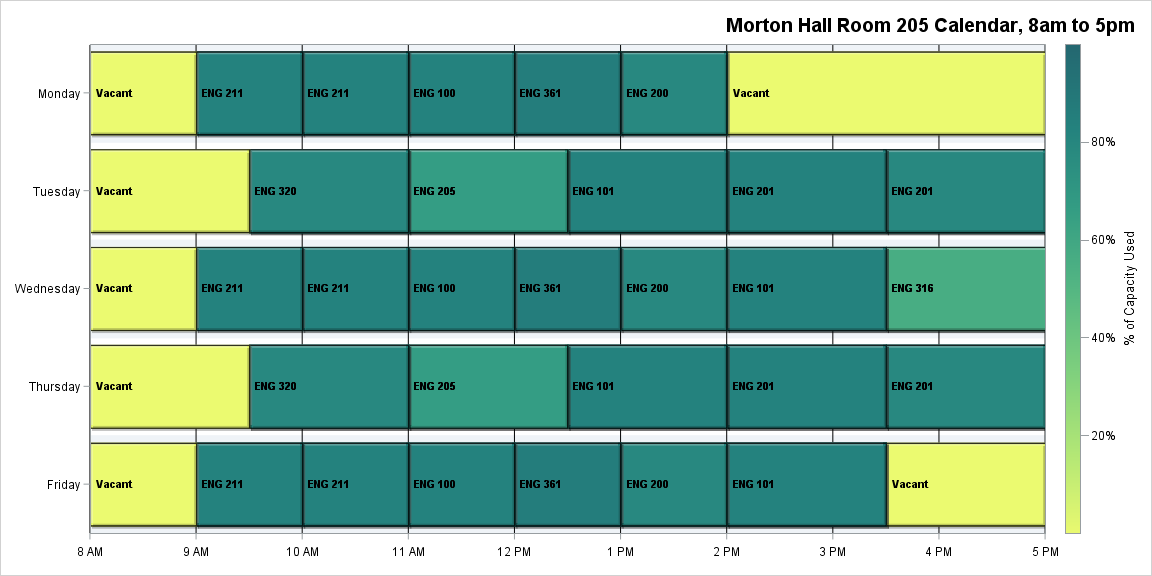 Morton Hall Room 205 Calendar, 8am to 5pm
Monday
Vacant
ENG 211
ENG 211
ENG 100
ENG 361
ENG 200
Vacant
Tuesday
Vacant
ENG 320
ENG 205
ENG 101
ENG 201
ENG 201
Wednesday
Vacant
ENG 211
ENG 211
ENG 100
ENG 361
ENG 200
ENG 101
ENG 316
Thursday
Vacant
ENG 320
ENG 205
ENG 101
ENG 201
ENG 201
Friday
Vacant
ENG 211
ENG 211
ENG 100
ENG 361
ENG 200
ENG 101
Vacant
8 AM
9 AM
10 AM
11 AM
12 PM
1 PM
2 PM
3 PM
4 PM
5 PM
80%
60%
40%
20%
% of Capacity Used